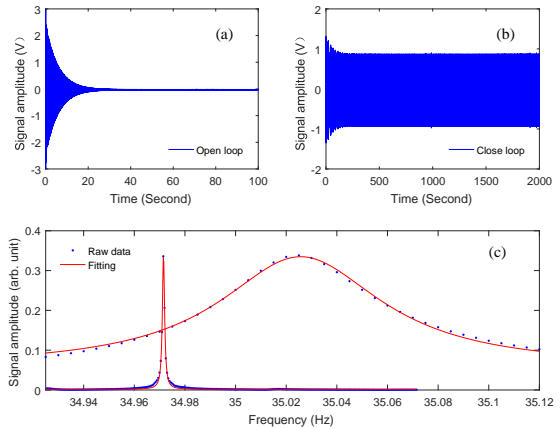 (a)
Signal amplitude (V)
3
2
1
0
-1
-2
-3
Open loop
0 20 40 60 80 100
Time (Second)
(b)
Signal amplitude (V)
2
1
0
-1
-2
Close loop
0 500 1000 1500 2000
Time (Second)
(c)
Signal amplitude (arb. unit)
0.4
0.3
0.2
0.1
0
Raw data
Fitting
34.94 34.96 34.98 35 35.02 35.04 35.06 35.08 35.1 35.12
Frequency (Hz)